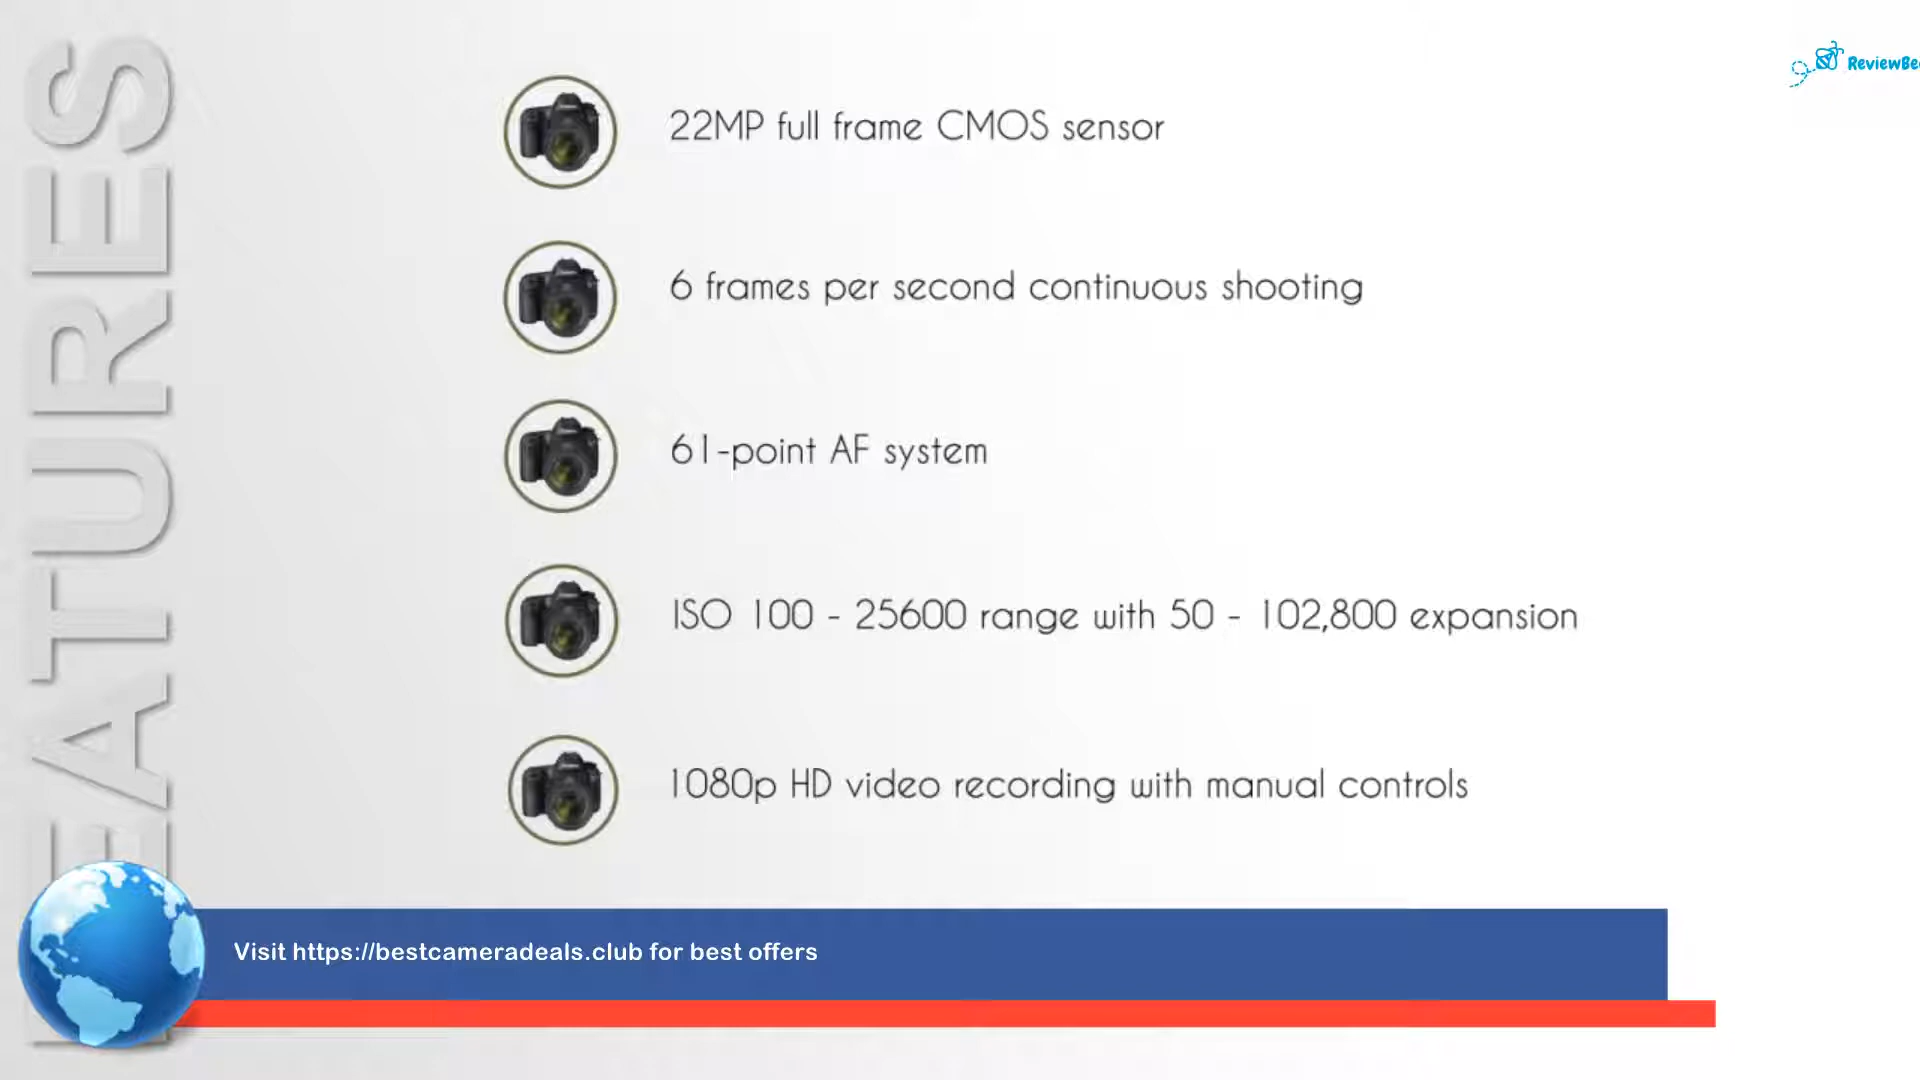 FEATURES
ReviewBe
22MP full frame CMOS sensor
6 frames per second continuous shooting
61-point AF system
ISO 100 - 25600 range with 50 - 102,800 expansion
1080p HD video recording with manual controls
Visit https://bestcameradeals.club for best offers